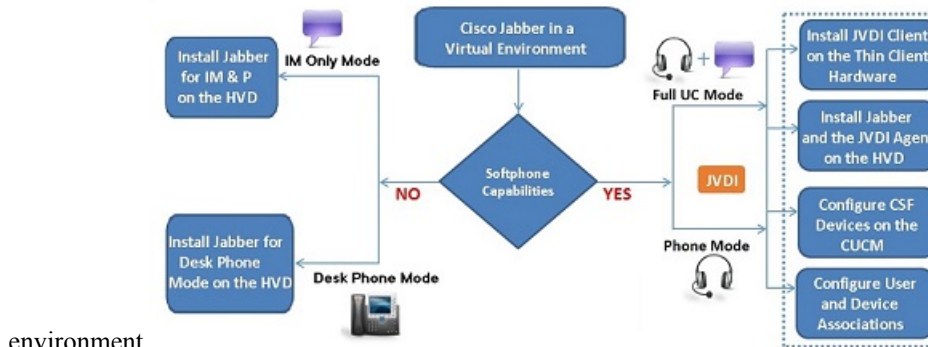 Cisco Jabber in a
Virtual Environment
Install Jabber
for IM & P
on the HVD
IM Only Mode
Full UC Mode
Install JVDI Client
on the Thin Client
Hardware
Install Jabber
and the JVDI Agen
on the HVD
Softphone
Capabilities
NO
YES
JVDI
Install Jabber for
Desk Phone
Mode on the HVD
Desk Phone Mode
Phone Mode
Configure CSF
Devices on the
CUCM
Configure User
and Device
Associations
environment